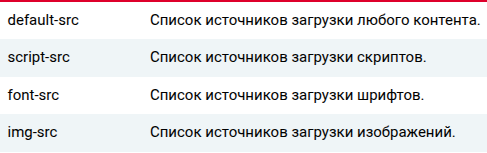 default-src Список источников загрузки любого контента.
script-src Список источников загрузки скриптов.
font-src Список источников загрузки шрифтов.
img-src Список источников загрузки изображений.